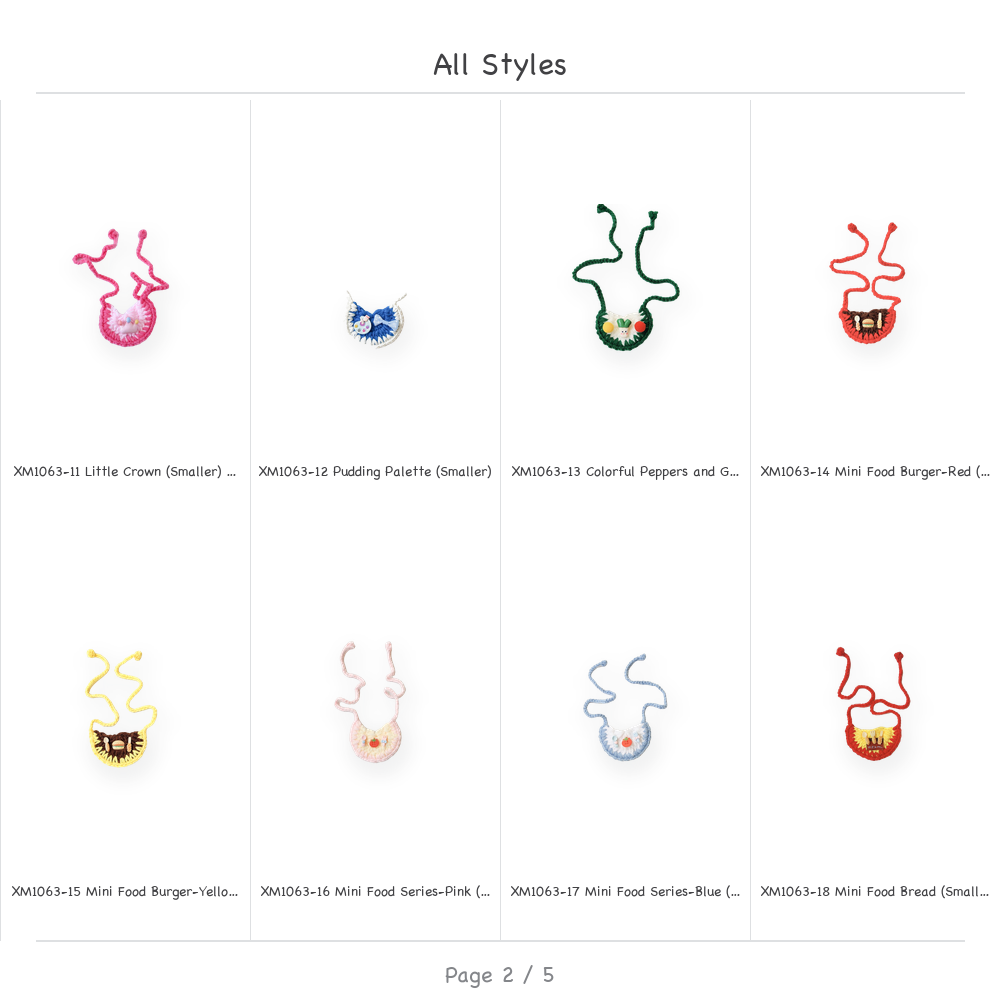 All Styles
XM1063-11 Little Crown (Smaller) ...
XM1063-12 Pudding Palette (Smaller)
XM1063-13 Colorful Peppers and G...
XM1063-14 Mini Food Burger-Red (...
XM1063-15 Mini Food Burger-Yello...
XM1063-16 Mini Food Series-Pink (...
XM1063-17 Mini Food Series-Blue (...
XM1063-18 Mini Food Bread (Small...
Page 2 / 5